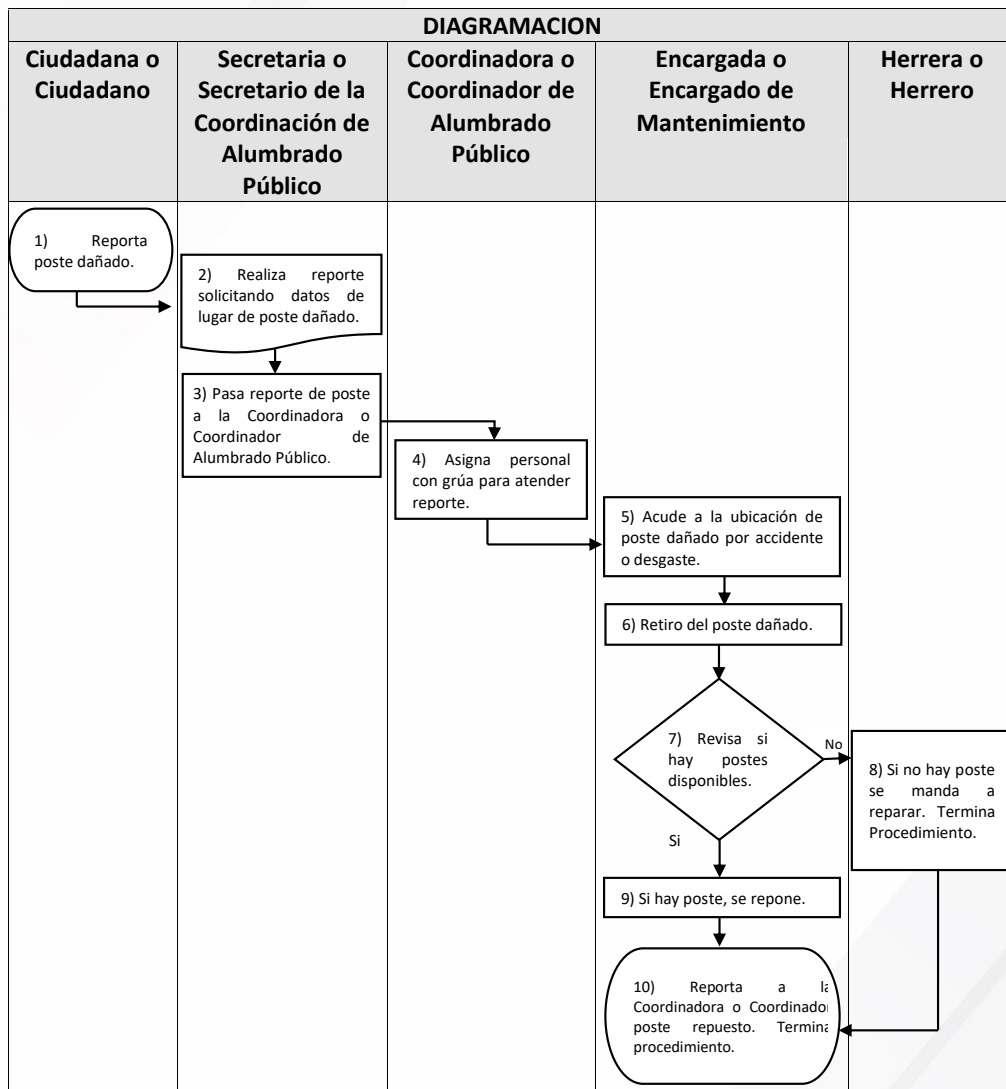 DIAGRAMACION
Ciudadana o
Ciudadano
Secretaria o
Secretario de la
Coordinación de
Alumbrado
Público
Coordinadora o
Coordinador de
Alumbrado
Público
Encargada o
Encargado de
Mantenimiento
Herrera o
Herrero
1) Reporta
poste dañado.
2) Realiza reporte
solicitando datos de
lugar de poste dañado.
3) Pasa reporte de poste
a la Coordinadora o
Coordinador de
Alumbrado Público.
4) Asigna personal
con grúa para atender
reporte.
5) Acude a la ubicación de
poste dañado por accidente
o desgaste.
6) Retiro del poste dañado.
7) Revisa si
hay postes
disponibles.
No
8) Si no hay poste
se manda a
reparar. Termina
Procedimiento.
Si
9) Si hay poste, se repone.
10) Reporta a la
Coordinadora o Coordinador
poste repuesto. Termina
procedimiento.